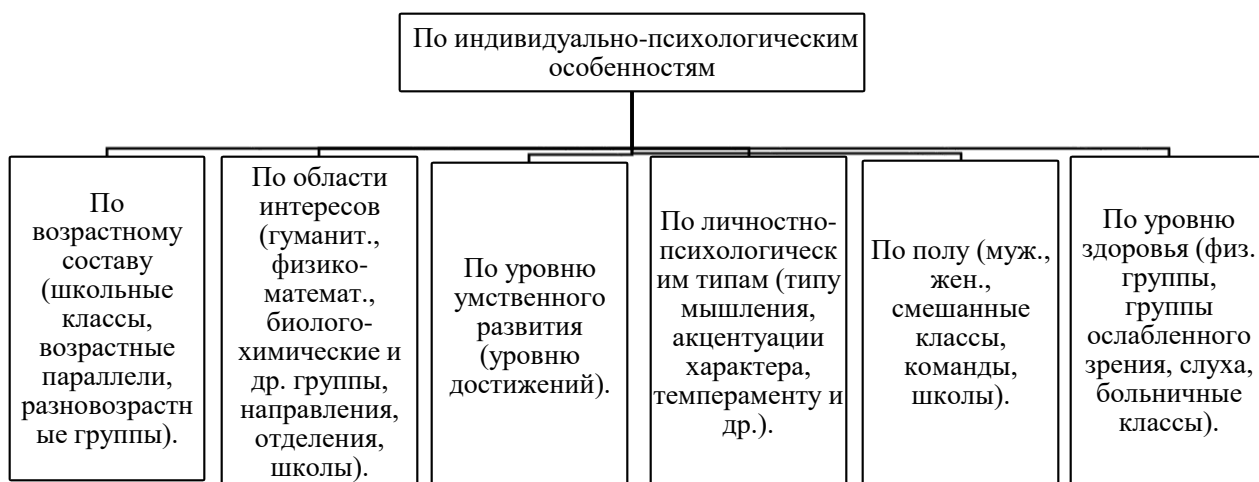 По индивидуально-психологическим
особенностям
По
возрастному
составу
(школьные
классы,
возрастные
параллели,
разновозрастн
ые группы).
По области
интересов
(гуманит.,
физико-
математ.,
биолого-
химические и
др. группы,
направления,
отделения,
школы).
По уровню
умственного
развития
(уровню
достижений).
По личностно-
психологическ
им типам (типу
мышления,
акцентуации
характера,
темпераменту и
др.).
По полу (муж.,
жен.,
смешанные
классы,
команды,
школы).
По уровню
здоровья (физ.
группы,
группы
ослабленного
зрения, слуха,
больничные
классы).